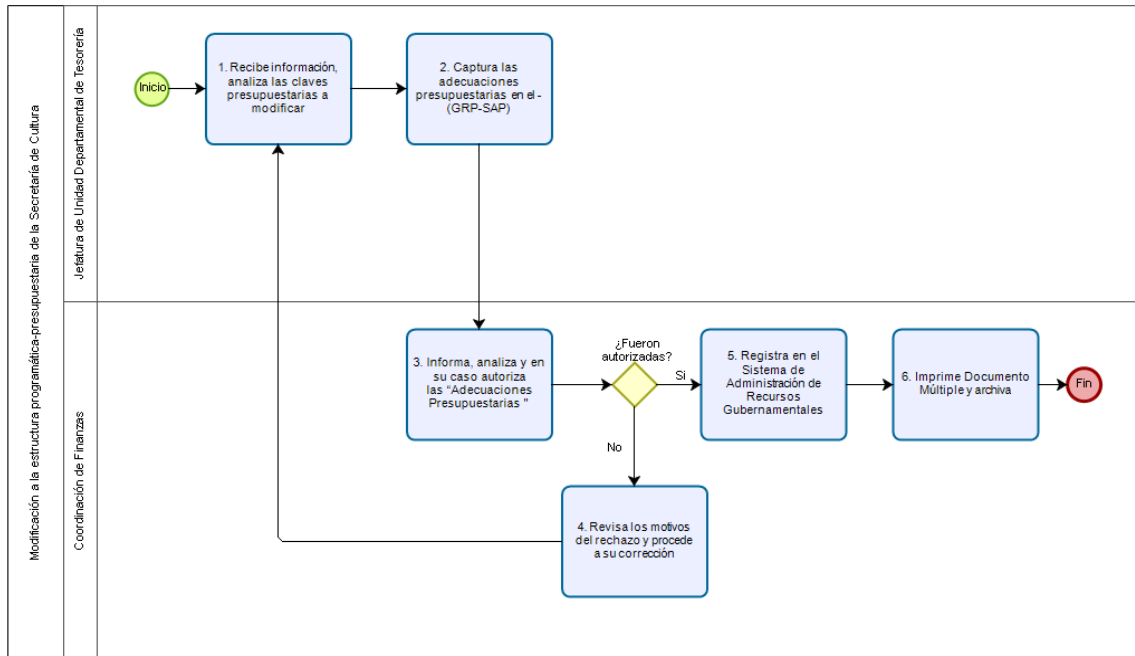 Modificación a la estructura programática-presupuestaria de la Secretaría de Cultura
Jefatura de Unidad Departamental de Tesorería
Inicio
1. Recibe información,
analiza las claves
presupuestarias a
modificar
2. Captura las
adecuaciones
presupuestarias en el -
(GRP-SAP)
Coordinación de Finanzas
3. Informa, analiza y en
su caso autoriza
las "Adecuaciones
Presupuestarias "
¿Fueron
autorizadas?
Si
No
5. Registra en el
Sistema de
Administración de
Recursos
Gubernamentales
6. Imprime Documento
Múltiple y archiva
Fin
4. Revisa los motivos
del rechazo y procede
a su corrección